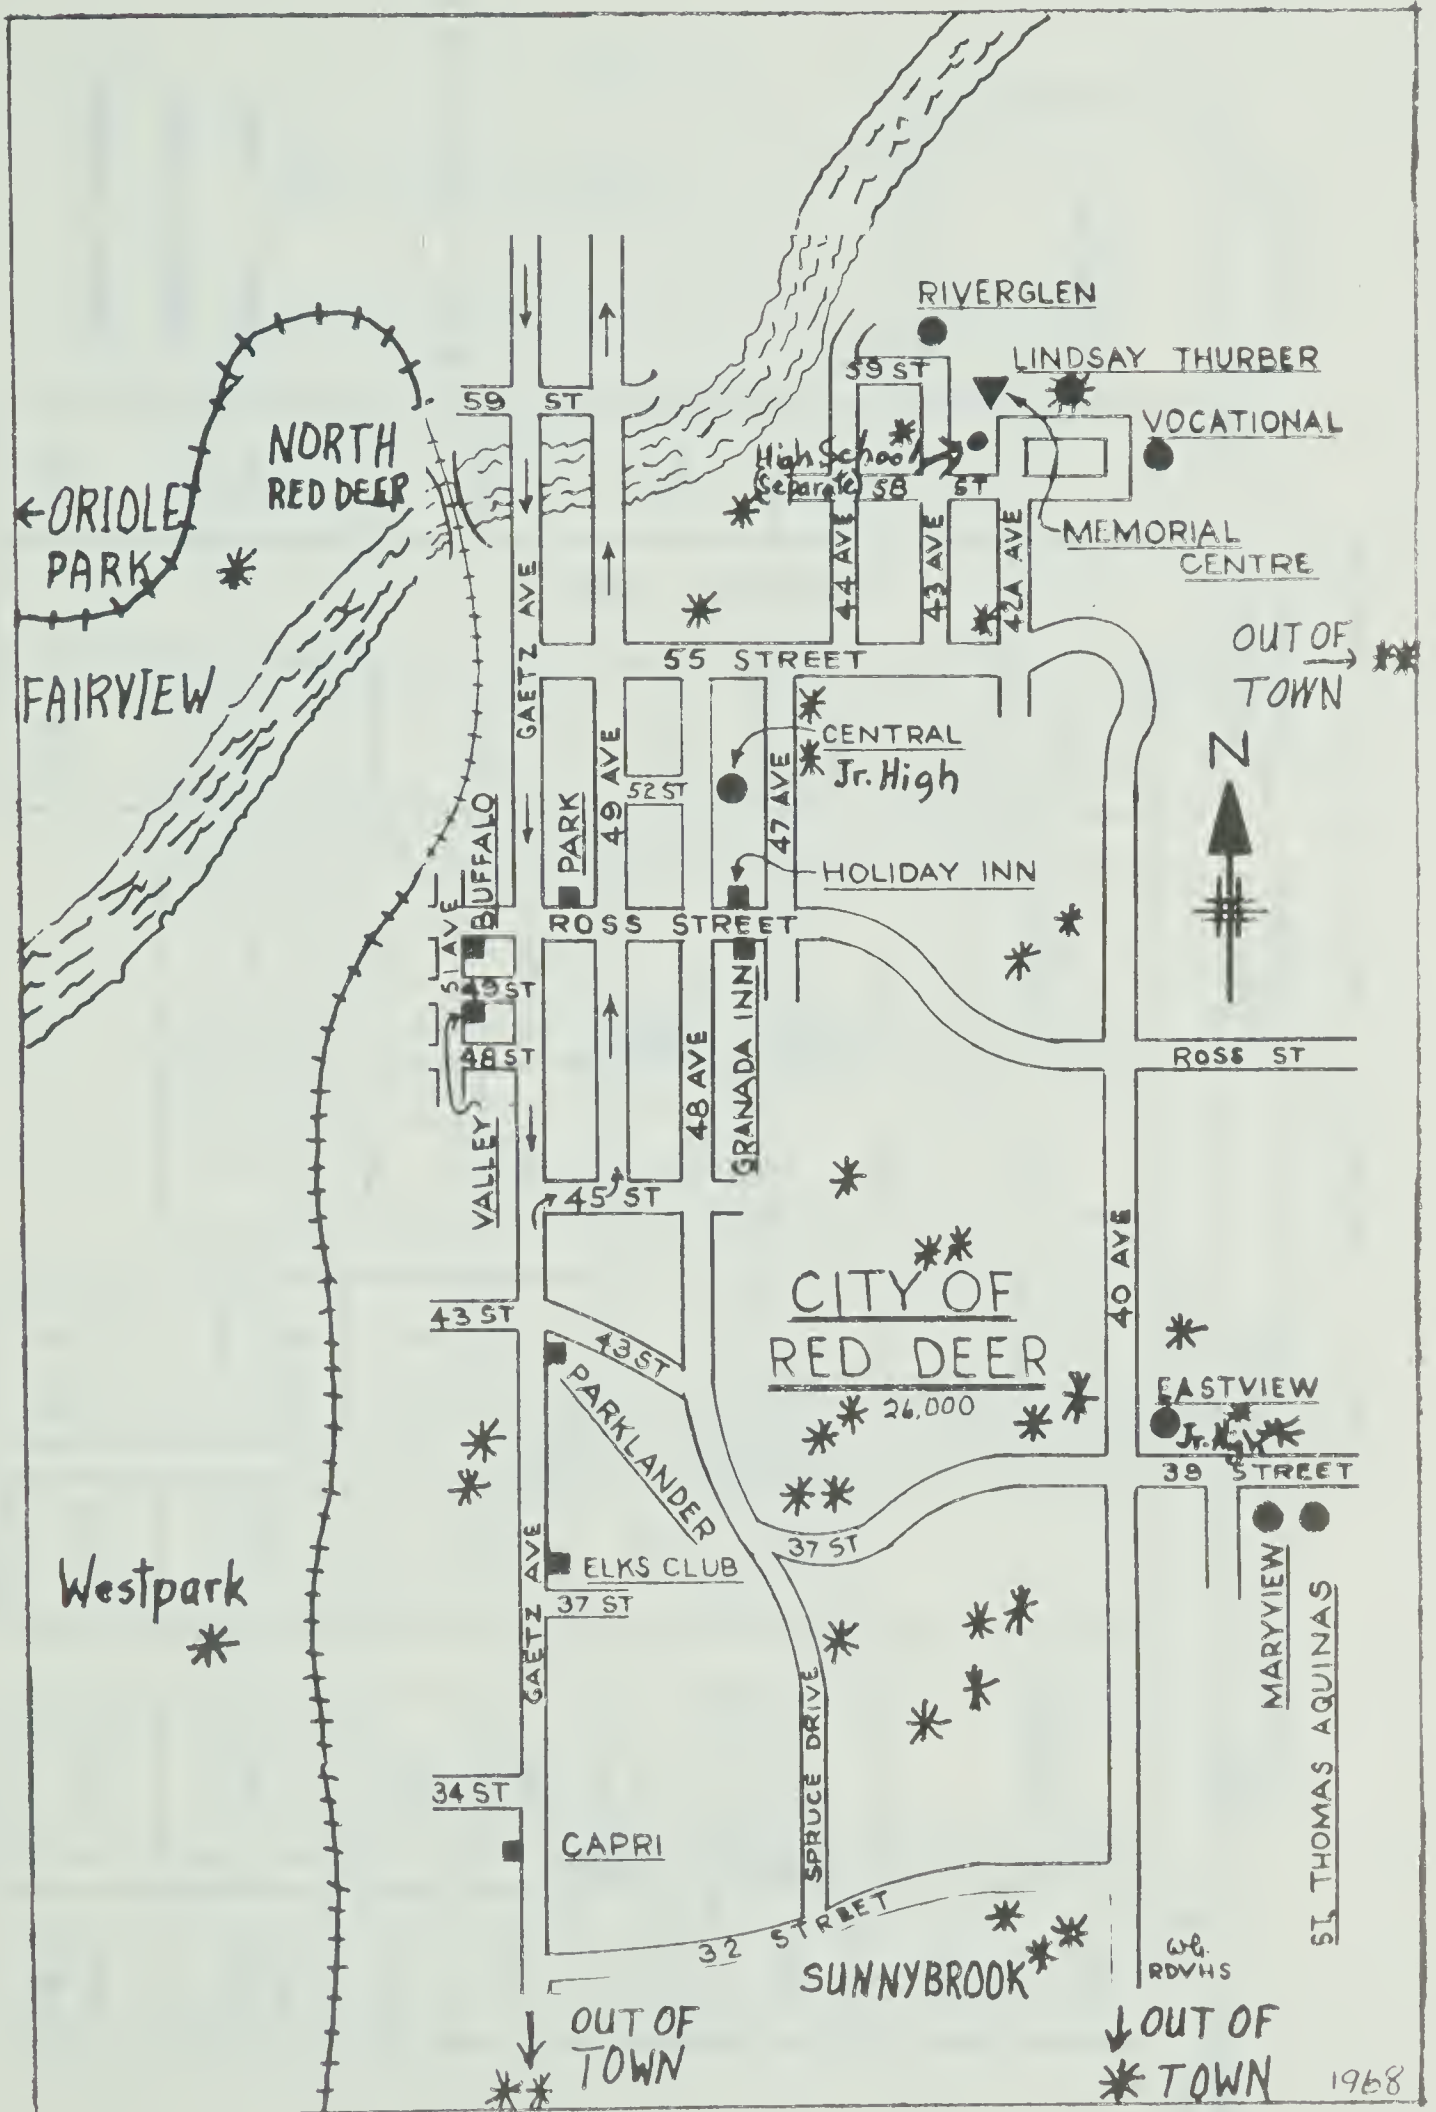 RIVERGLEN
59 ST
LINDSAY THURBER
59 ST
VOCATIONAL
NORTH
RED DEER
High School
(Separate)
58 ST
← ORIOLE
PARK
MEMORIAL
CENTRE
44 AVE
43 AVE
42A AVE
GAETZ AVE
OUT OF →
TOWN
55 STREET
FAIRVIEW
CENTRAL
Jr. High
N
49 AVE
52 ST
47 AVE
BUFFALO
PARK
HOLIDAY INN
51 AVE
ROSS STREET
49 ST
48 ST
48 AVE
GRANADA INN
ROSS ST
VALLEY
45 ST
40 AVE
CITY OF
RED DEER
26,000
43 ST
43 ST
PARKLANDER
EASTVIEW
Jr. High
39 STREET
37 ST
ELKS CLUB
37 ST
GAETZ AVE
Westpark
MARYVIEW
ST. THOMAS AQUINAS
SPRUCE DRIVE
34 ST
CAPRI
32 STREET
SUNNYBROOK
RDVHS
OUT OF
TOWN
OUT OF
TOWN
1968